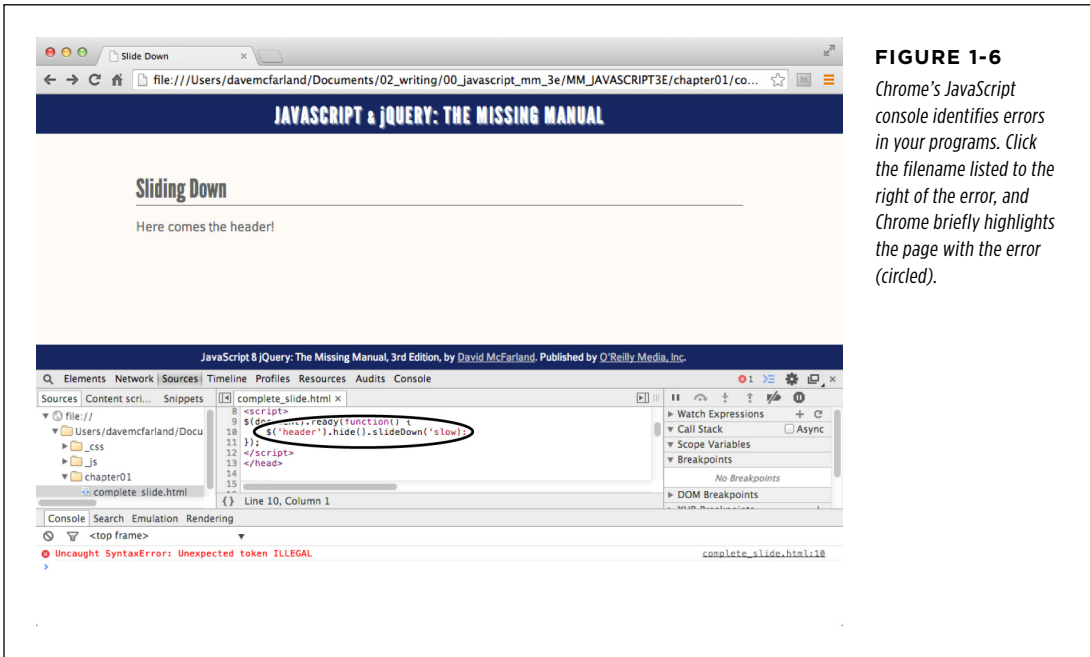 Slide Down
file:///Users/davemcfarland/Documents/02_writing/00_javascript_mm_3e/MM_JAVASCRIPT3E/chapter01/co...
JAVASCRIPT & jQUERY: THE MISSING MANUAL
Sliding Down
Here comes the header!
JavaScript & jQuery: The Missing Manual, 3rd Edition, by David McFarland. Published by O'Reilly Media, Inc.
Elements Network Sources Timeline Profiles Resources Audits Console
1
Sources Content scri... Snippets
complete_slide.html ×
file://
Users/davemcfarland/Docu
_css
_js
chapter01
complete_slide.html
8 <script>
9 $(document).ready(function() {
10 $('header').hide().slideDown('slow);
11 });
12 </script>
13 </head>
14
15
{} Line 10, Column 1
Watch Expressions
Call Stack Async
Scope Variables
Breakpoints
No Breakpoints
DOM Breakpoints
Console Search Emulation Rendering
<top frame>
Uncaught SyntaxError: Unexpected token ILLEGAL complete_slide.html:10
>
FIGURE 1-6
Chrome's JavaScript
console identifies errors
in your programs. Click
the filename listed to the
right of the error, and
Chrome briefly highlights
the page with the error
(circled).